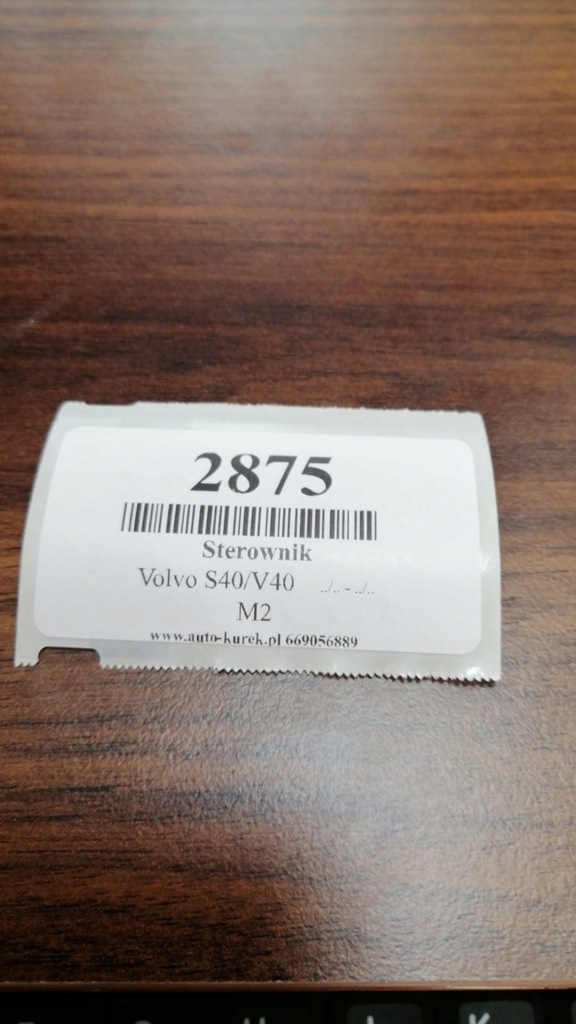 2875
Sterownik
Volvo S40/V40 ../.. - ../..
M2
www.auto-kurek.pl 669056889
K